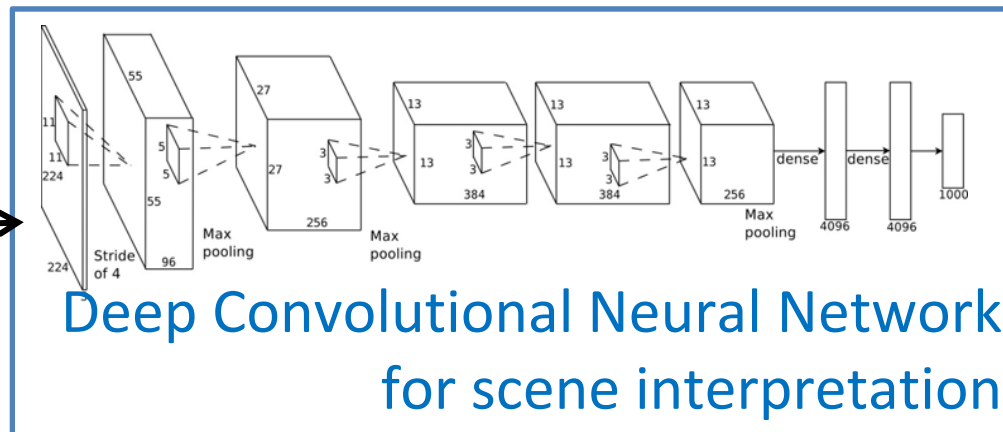 55
27
13
13
13
11
11
224
5
5
3
3
3
3
3
3
55
27
13
13
13
dense
dense
384
384
256
1000
256
Max
pooling
4096
4096
224
Stride
of 4
96
Max
pooling
Max
pooling
Deep Convolutional Neural Network
for scene interpretation